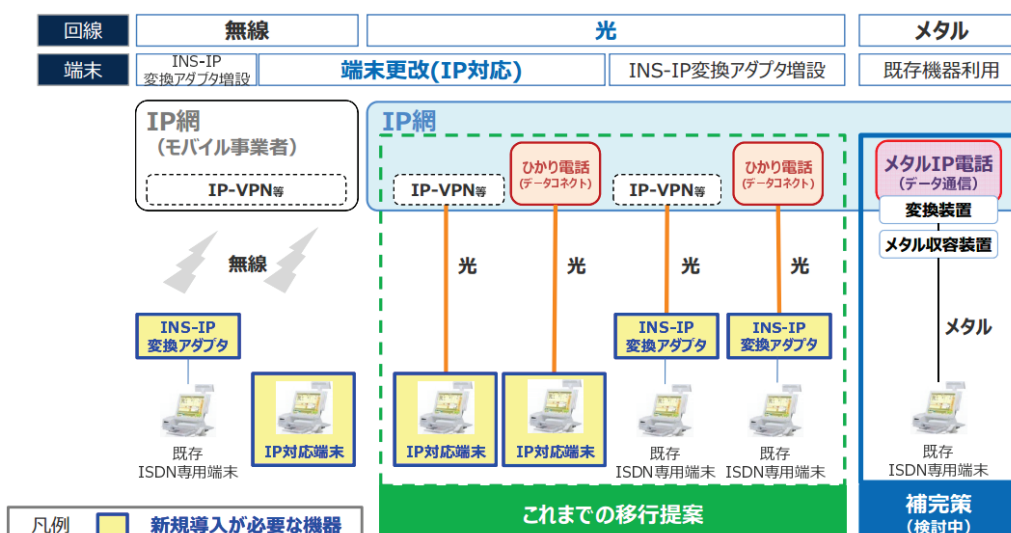 回線
無線
光
メタル
端末
INS-IP
変換アダプタ増設
端末更改(IP対応)
INS-IP変換アダプタ増設
既存機器利用
IP網
(モバイル事業者)
IP-VPN等
IP網
IP-VPN等
ひかり電話
(データコネクト)
IP-VPN等
ひかり電話
(データコネクト)
メタルIP電話
(データ通信)
変換装置
メタル収容装置
無線
光
光
光
光
メタル
INS-IP
変換アダプタ
INS-IP
変換アダプタ
INS-IP
変換アダプタ
既存
ISDN専用端末
IP対応端末
IP対応端末
IP対応端末
既存
ISDN専用端末
既存
ISDN専用端末
既存
ISDN専用端末
これまでの移行提案
補完策
(検討中)
凡例
新規導入が必要な機器